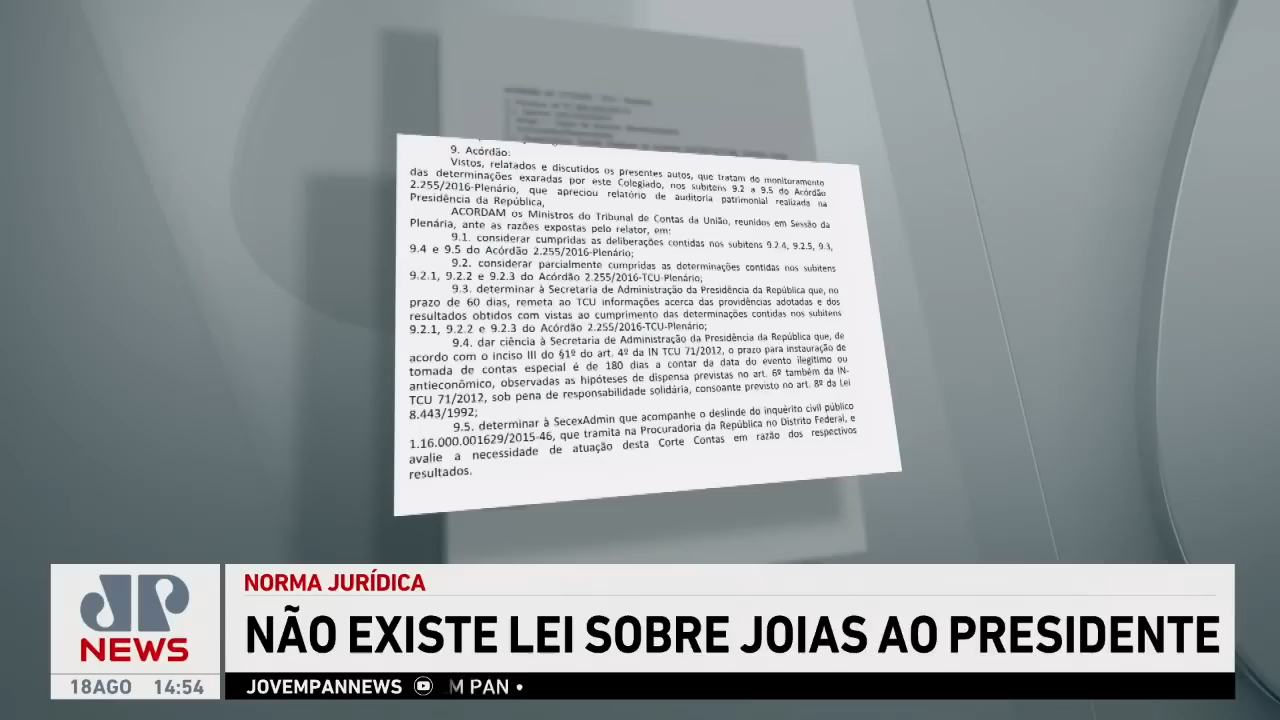 9. Acórdão:
Vistos, relatados e discutidos os presentes autos, que tratam do monitoramento
das determinações exaradas por este Colegiado, nos subitens 9.2 a 9.5 do Acórdão
2.255/2016-Plenário, que apreciou relatório de auditoria patrimonial realizada na
Presidência da República,
ACORDAM os Ministros do Tribunal de Contas da União, reunidos em Sessão da
Plenária, ante as razões expostas pelo relator, em:
9.1. considerar cumpridas as deliberações contidas nos subitens 9.2.4, 9.2.5, 9.3,
9.4 e 9.5 do Acórdão 2.255/2016-Plenário;
9.2. considerar parcialmente cumpridas as determinações contidas nos subitens
9.2.1, 9.2.2 e 9.2.3 do Acórdão 2.255/2016-TCU-Plenário;
9.3. determinar à Secretaria de Administração da Presidência da República que, no
prazo de 60 dias, remeta ao TCU informações acerca das providências adotadas e dos
resultados obtidos com vistas ao cumprimento das determinações contidas nos subitens
9.2.1, 9.2.2 e 9.2.3 do Acórdão 2.255/2016-TCU-Plenário;
9.4. dar ciência à Secretaria de Administração da Presidência da República que, de
acordo com o inciso III do §1º do art. 4º da IN TCU 71/2012, o prazo para instauração de
tomada de contas especial é de 180 dias a contar da data do evento ilegítimo ou
antieconômico, observadas as hipóteses de dispensa previstas no art. 6º também da IN-
TCU 71/2012, sob pena de responsabilidade solidária, consoante previsto no art. 8º da Lei
8.443/1992;
9.5. determinar à SecexAdmin que acompanhe o deslinde do inquérito civil público
1.16.000.001629/2015-46, que tramita na Procuradoria da República no Distrito Federal, e
avalie a necessidade de atuação desta Corte Contas em razão dos respectivos
resultados.
NORMA JURÍDICA
NÃO EXISTE LEI SOBRE JOIAS AO PRESIDENTE
JP
NEWS
18AGO 14:54
JOVEMPANNEWS M PAN •